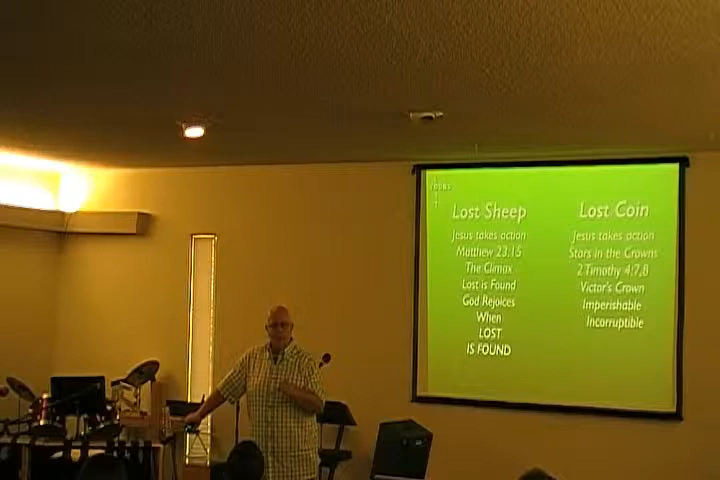 Lost Sheep
Jesus takes action
Matthew 23:15
The Climax
Lost is Found
God Rejoices
When
LOST
IS FOUND
Lost Coin
Jesus takes action
Stars in the Crowns
2 Timothy 4:7,8
Victor's Crown
Imperishable
Incorruptible